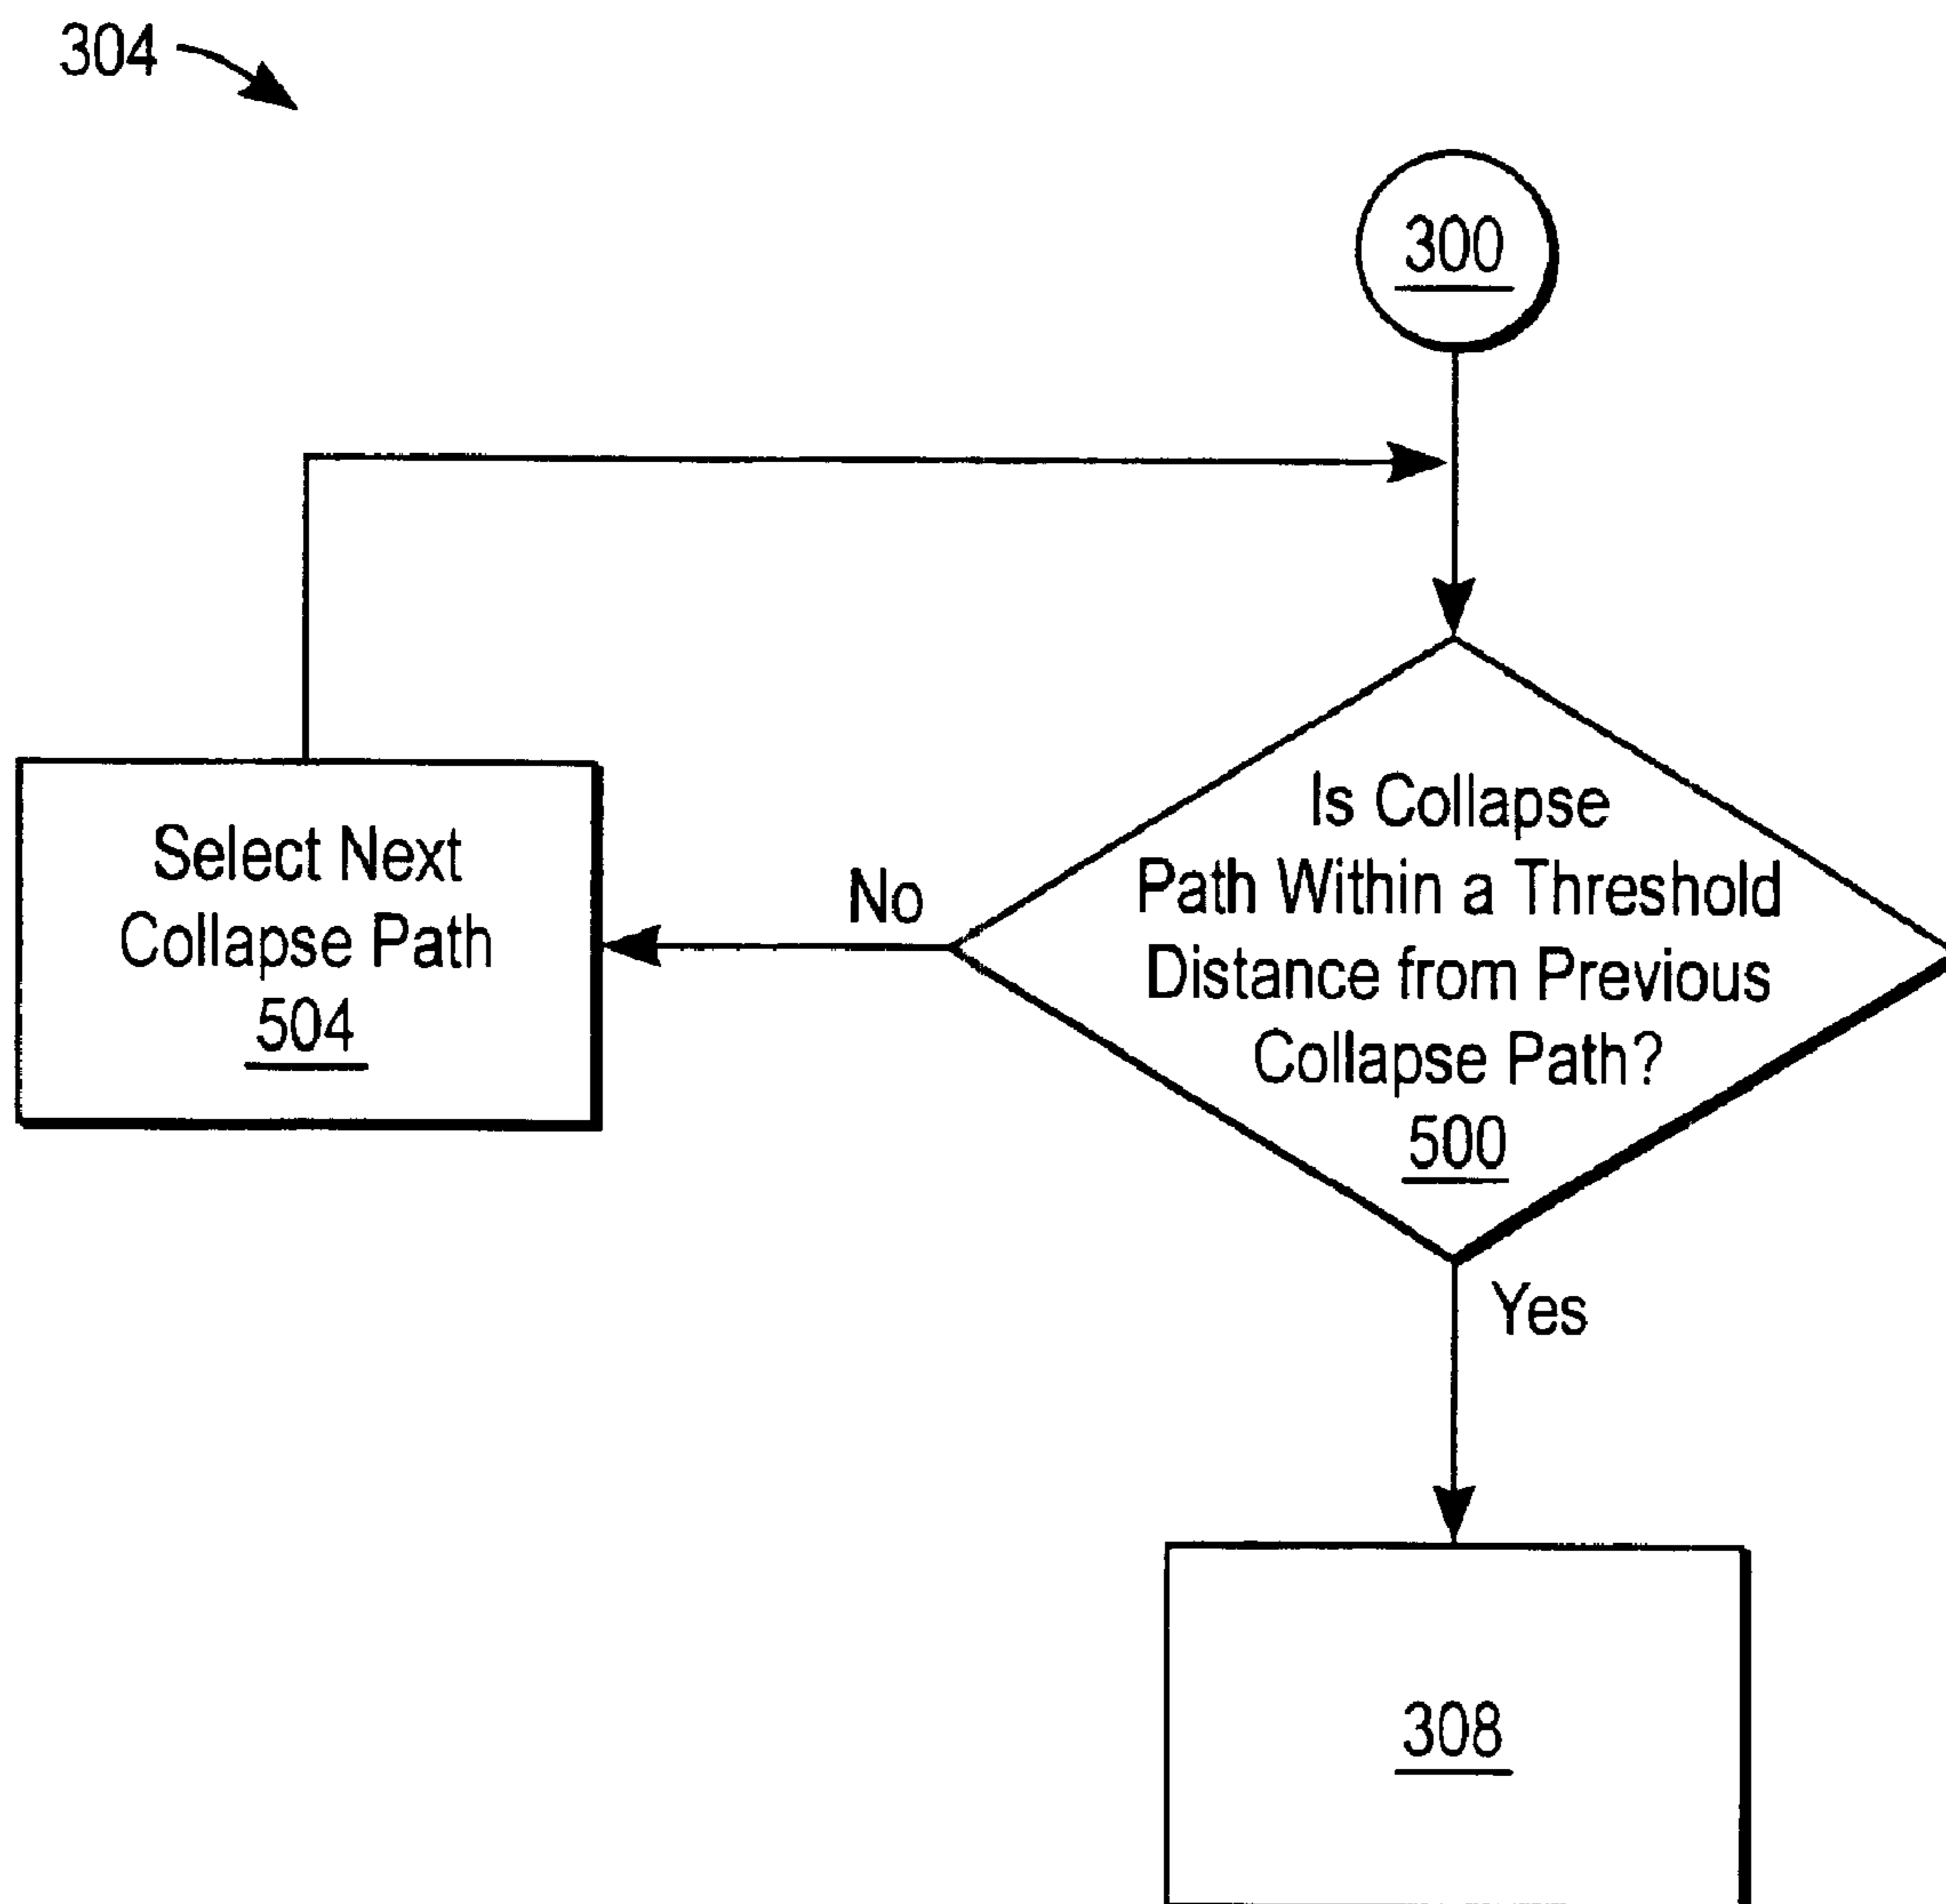 304
300
Is Collapse
Path Within a Threshold
Distance from Previous
Collapse Path?
500
No
Select Next
Collapse Path
504
Yes
308